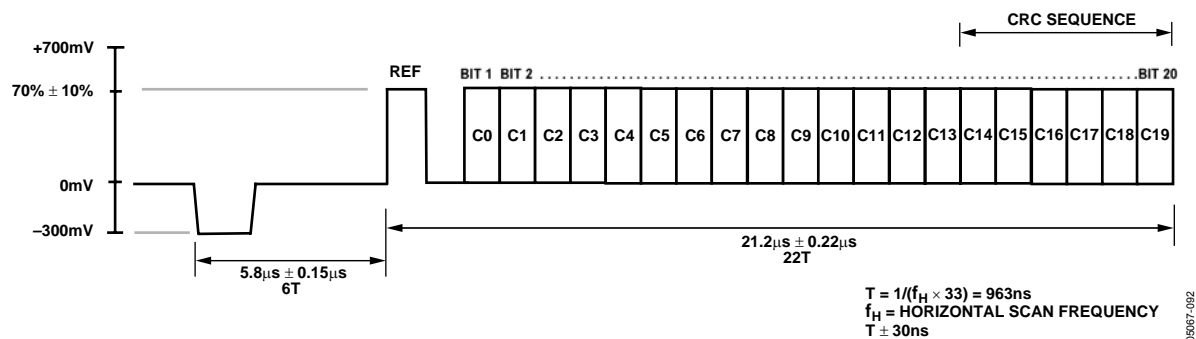 CRC SEQUENCE
+700mV
REF
BIT 1 BIT 2 ........................................................................ BIT 20
70% ± 10%
C0 C1 C2 C3 C4 C5 C6 C7 C8 C9 C10 C11 C12 C13 C14 C15 C16 C17 C18 C19
0mV
–300mV
21.2µs ± 0.22µs
22T
5.8µs ± 0.15µs
6T
T = 1/(fH × 33) = 963ns
fH = HORIZONTAL SCAN FREQUENCY
T ± 30ns
05067-092